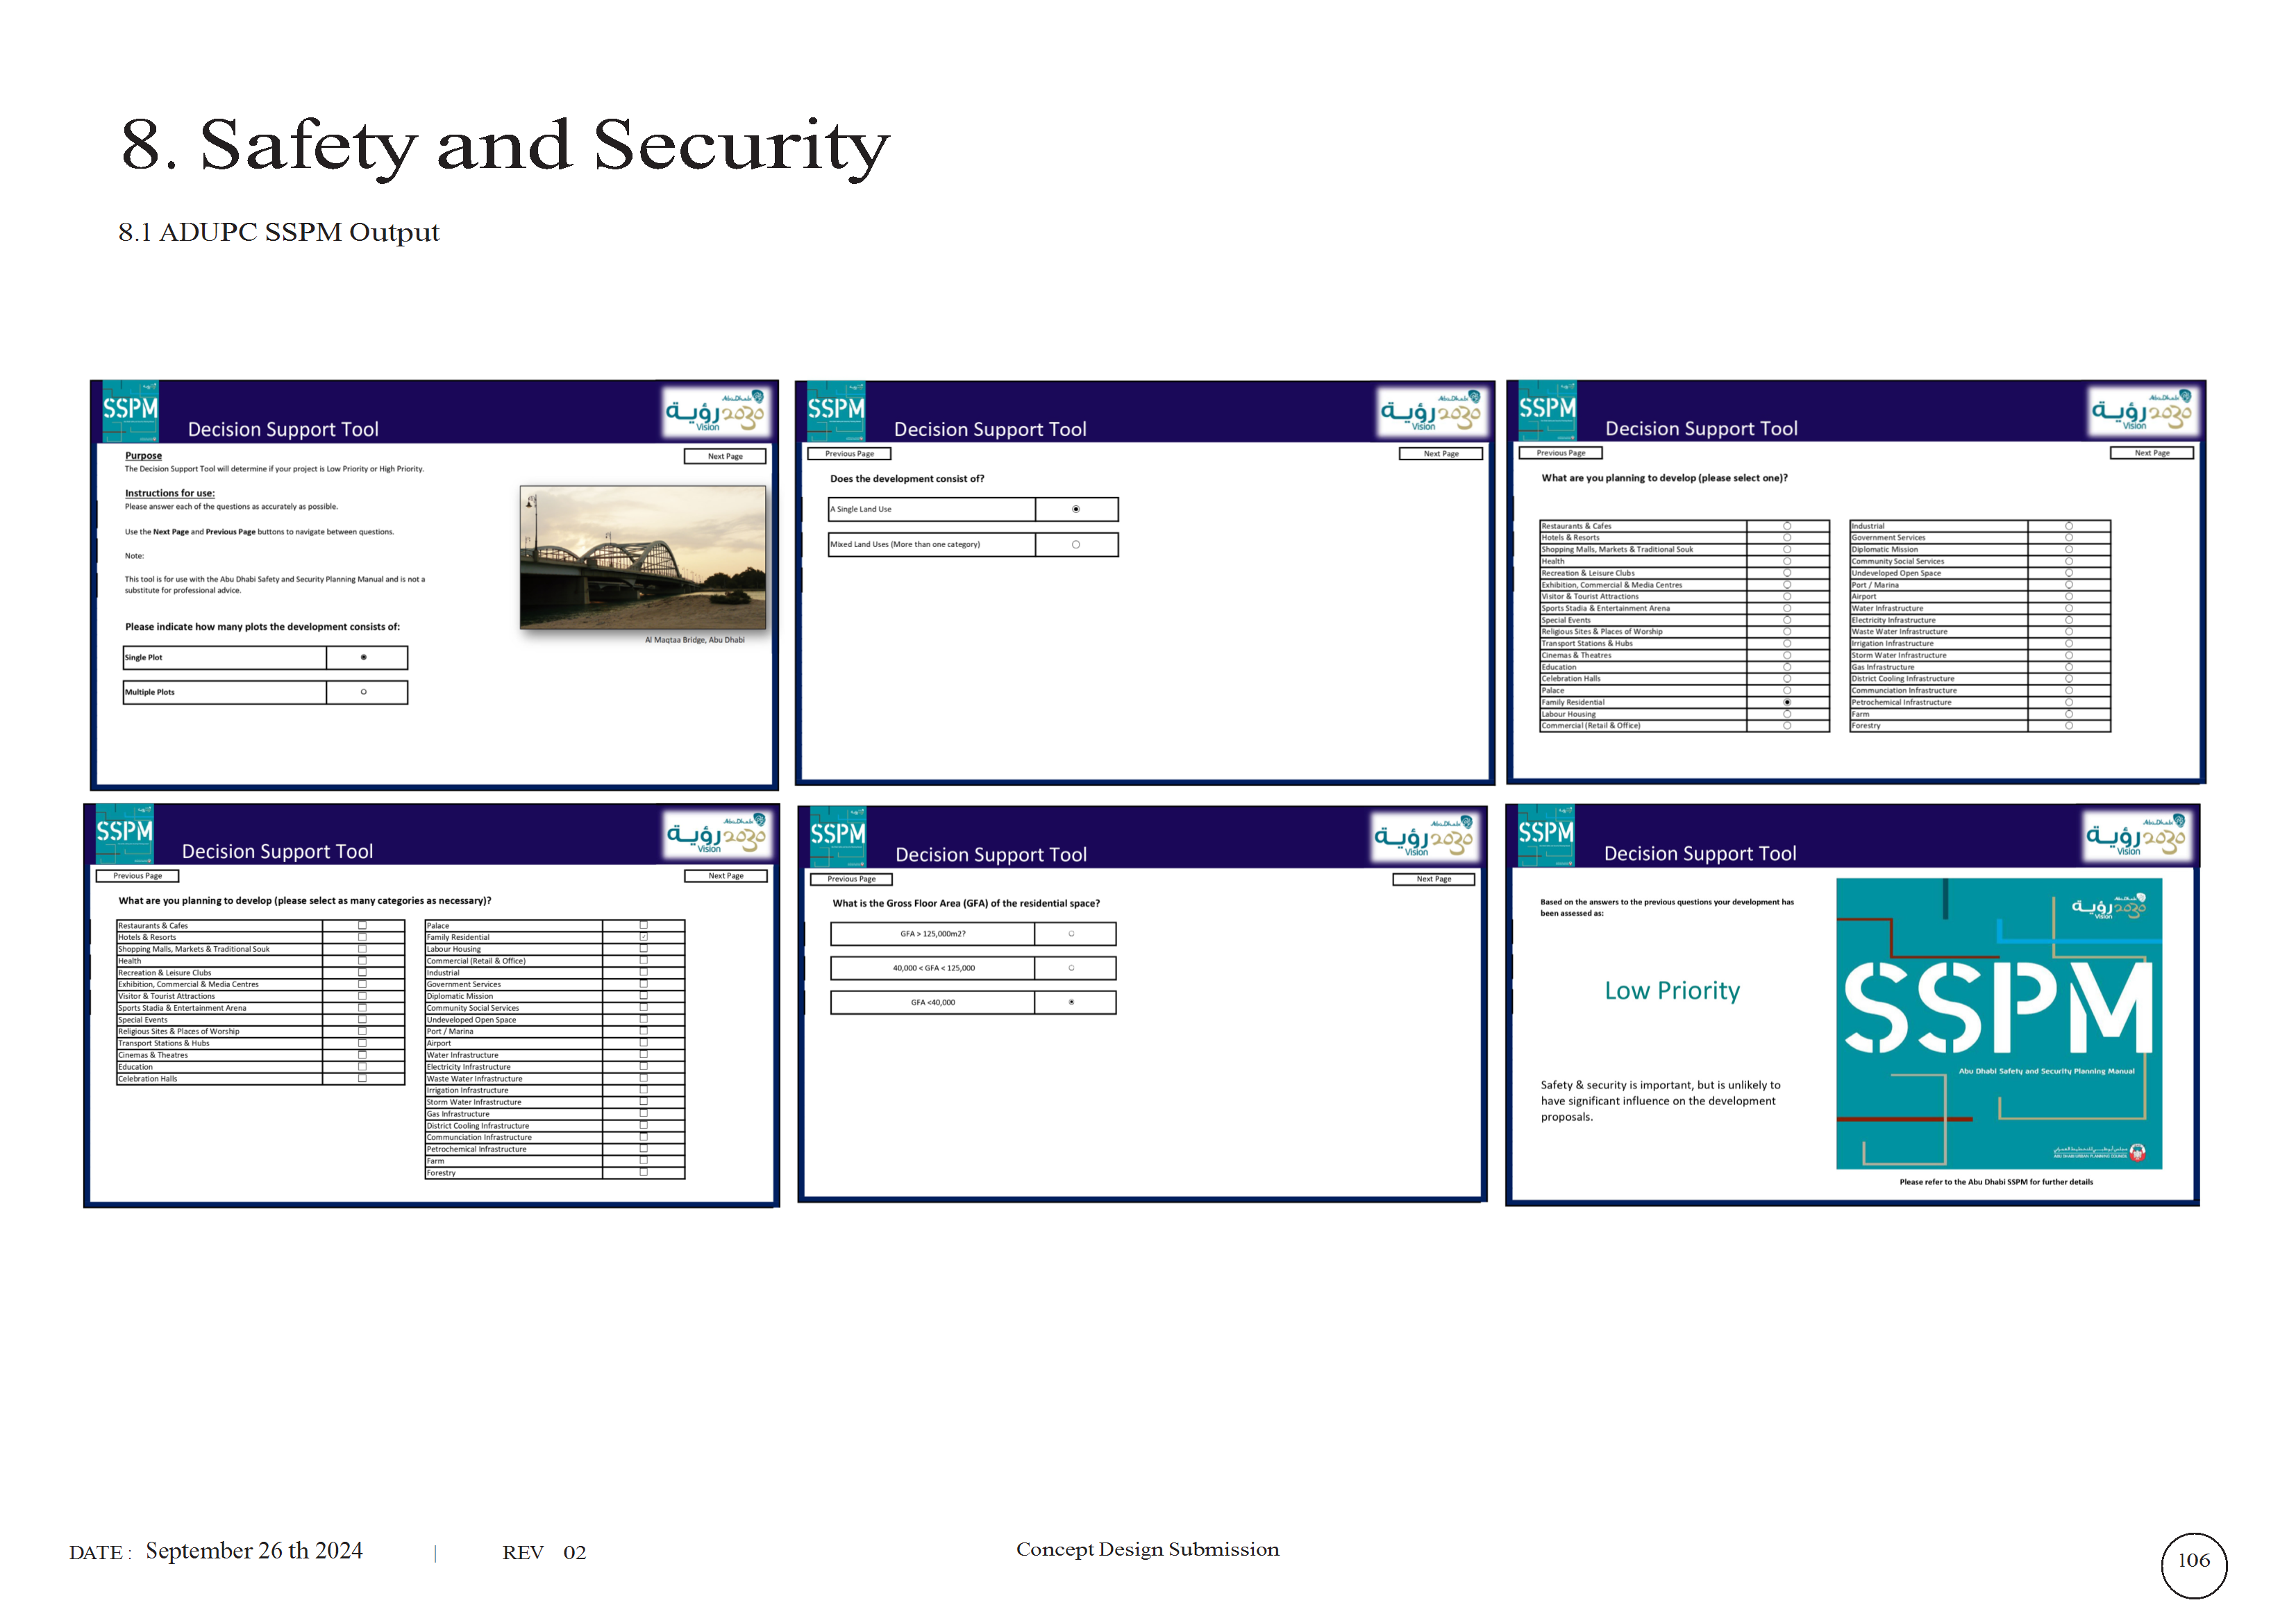 8. Safety and Security
8.1 ADUPC SSPM Output
SSPM
Decision Support Tool
Abu Dhabi
رؤية 2030
Vision
Next Page
Purpose
The Decision Support Tool will determine if your project is Low Priority or High Priority.
Instructions for use:
Please answer each of the questions as accurately as possible.
Use the Next Page and Previous Page buttons to navigate between questions.
Note:
This tool is for use with the Abu Dhabi Safety and Security Planning Manual and is not a
substitute for professional advice.
Al Maqtaa Bridge, Abu Dhabi
Please indicate how many plots the development consists of:
Single Plot
Multiple Plots
SSPM
Decision Support Tool
Abu Dhabi
رؤية 2030
Vision
Previous Page
Next Page
Does the development consist of?
A Single Land Use
Mixed Land Uses (More than one category)
SSPM
Decision Support Tool
Abu Dhabi
رؤية 2030
Vision
Previous Page
Next Page
What are you planning to develop (please select one)?
Restaurants & Cafes
Hotels & Resorts
Shopping Malls, Markets & Traditional Souk
Health
Recreation & Leisure Clubs
Exhibition, Commercial & Media Centres
Visitor & Tourist Attractions
Sports Stadia & Entertainment Arena
Special Events
Religious Sites & Places of Worship
Transport Stations & Hubs
Cinemas & Theatres
Education
Celebration Halls
Palace
Family Residential
Labour Housing
Commercial (Retail & Office)
Industrial
Government Services
Diplomatic Mission
Community Social Services
Undeveloped Open Space
Port / Marina
Airport
Water Infrastructure
Electricity Infrastructure
Waste Water Infrastructure
Irrigation Infrastructure
Storm Water Infrastructure
Gas Infrastructure
District Cooling Infrastructure
Communciation Infrastructure
Petrochemical Infrastructure
Farm
Forestry
SSPM
Decision Support Tool
Abu Dhabi
رؤية 2030
Vision
Previous Page
Next Page
What are you planning to develop (please select as many categories as necessary)?
Restaurants & Cafes
Hotels & Resorts
Shopping Malls, Markets & Traditional Souk
Health
Recreation & Leisure Clubs
Exhibition, Commercial & Media Centres
Visitor & Tourist Attractions
Sports Stadia & Entertainment Arena
Special Events
Religious Sites & Places of Worship
Transport Stations & Hubs
Cinemas & Theatres
Education
Celebration Halls
Palace
Family Residential
Labour Housing
Commercial (Retail & Office)
Industrial
Government Services
Diplomatic Mission
Community Social Services
Undeveloped Open Space
Port / Marina
Airport
Water Infrastructure
Electricity Infrastructure
Waste Water Infrastructure
Irrigation Infrastructure
Storm Water Infrastructure
Gas Infrastructure
District Cooling Infrastructure
Communciation Infrastructure
Petrochemical Infrastructure
Farm
Forestry
SSPM
Decision Support Tool
Abu Dhabi
رؤية 2030
Vision
Previous Page
Next Page
What is the Gross Floor Area (GFA) of the residential space?
GFA > 125,000m2?
40,000 < GFA < 125,000
GFA <40,000
SSPM
Decision Support Tool
Abu Dhabi
رؤية 2030
Vision
Based on the answers to the previous questions your development has
been assessed as:
Low Priority
Safety & security is important, but is unlikely to
have significant influence on the development
proposals.
رؤية 2030
SSPM
Abu Dhabi Safety and Security Planning Manual
ABU DHABI URBAN PLANNING COUNCIL
Please refer to the Abu Dhabi SSPM for further details
DATE : September 26 th 2024 | REV 02
Concept Design Submission
106